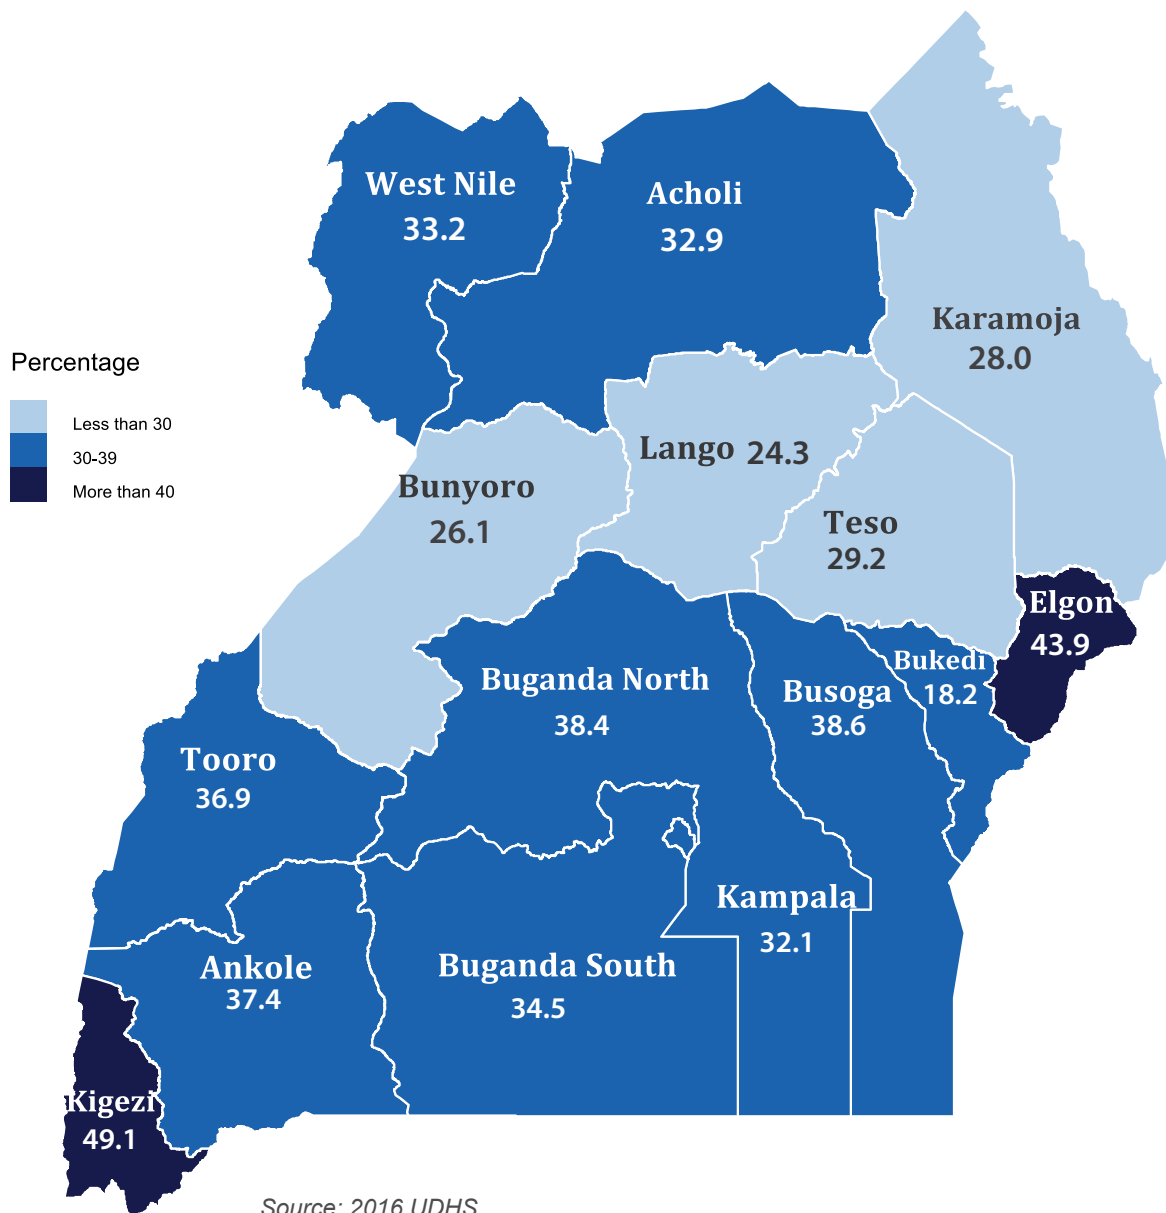 West Nile
33.2
Acholi
32.9
Karamoja
28.0
Percentage
Less than 30
30-39
More than 40
Lango 24.3
Bunyoro
26.1
Teso
29.2
Elgon
43.9
Bukedi
18.2
Buganda North
38.4
Busoga
38.6
Tooro
36.9
Kampala
32.1
Ankole
37.4
Buganda South
34.5
Kigezi
49.1
Source: 2016 UDHS